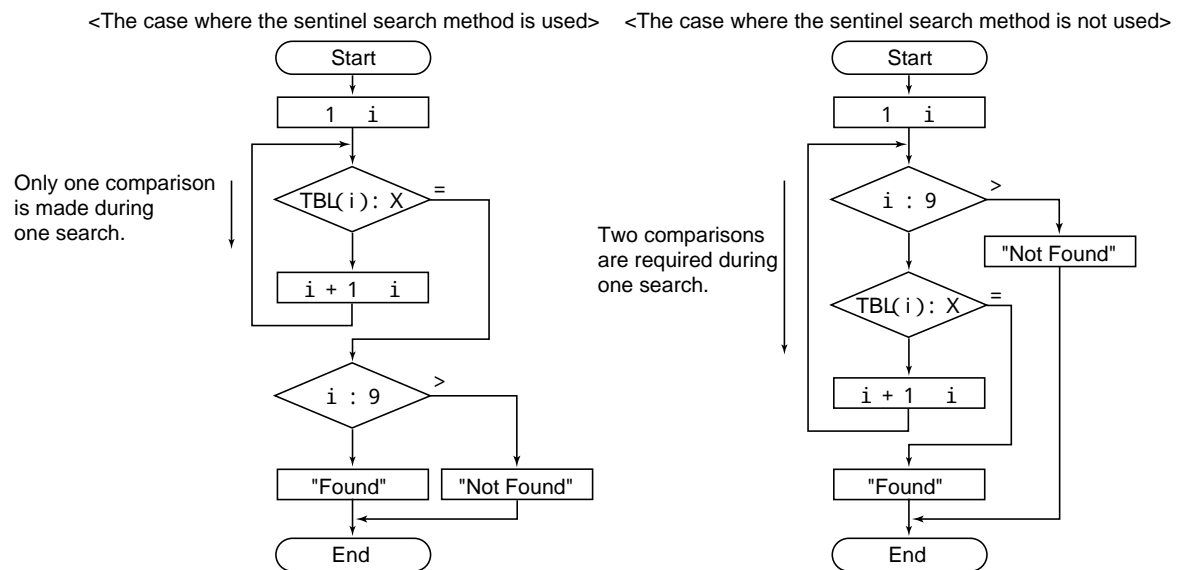 <The case where the sentinel search method is used>
Start
1 i
Only one comparison
is made during
one search.
TBL(i): X
=
i + 1 i
i : 9
>
"Found"
"Not Found"
End
<The case where the sentinel search method is not used>
Start
1 i
i : 9
>
"Not Found"
Two comparisons
are required during
one search.
TBL(i): X
=
i + 1 i
"Found"
End